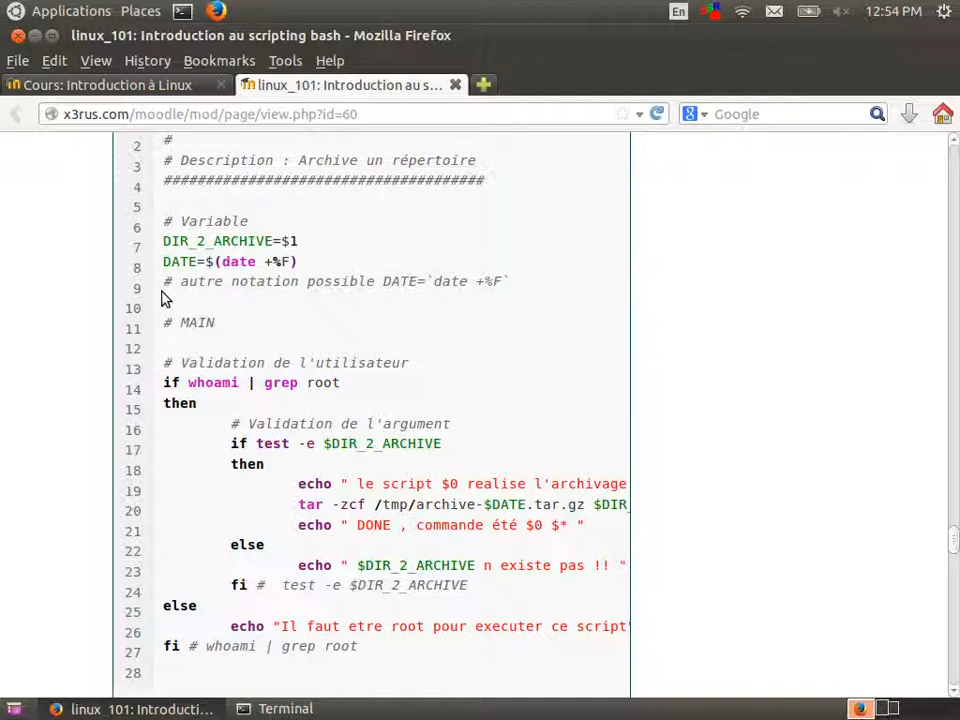 Applications Places En 12:54 PM
linux_101: Introduction au scripting bash - Mozilla Firefox
File Edit View History Bookmarks Tools Help
Cours: Introduction à Linux linux_101: Introduction au s...
x3rus.com/moodle/mod/page/view.php?id=60 Google
2 #
3 # Description : Archive un répertoire
4 ######################################
5
6 # Variable
7 DIR_2_ARCHIVE=$1
8 DATE=$(date +%F)
9 # autre notation possible DATE=`date +%F`
10
11 # MAIN
12
13 # Validation de l'utilisateur
14 if whoami | grep root
15 then
16 # Validation de l'argument
17 if test -e $DIR_2_ARCHIVE
18 then
19 echo " le script $0 realise l'archivage
20 tar -zcf /tmp/archive-$DATE.tar.gz $DIR_
21 echo " DONE , commande été $0 $* "
22 else
23 echo " $DIR_2_ARCHIVE n existe pas !! "
24 fi # test -e $DIR_2_ARCHIVE
25 else
26 echo "Il faut etre root pour executer ce script"
27 fi # whoami | grep root
28
linux_101: Introducti... Terminal